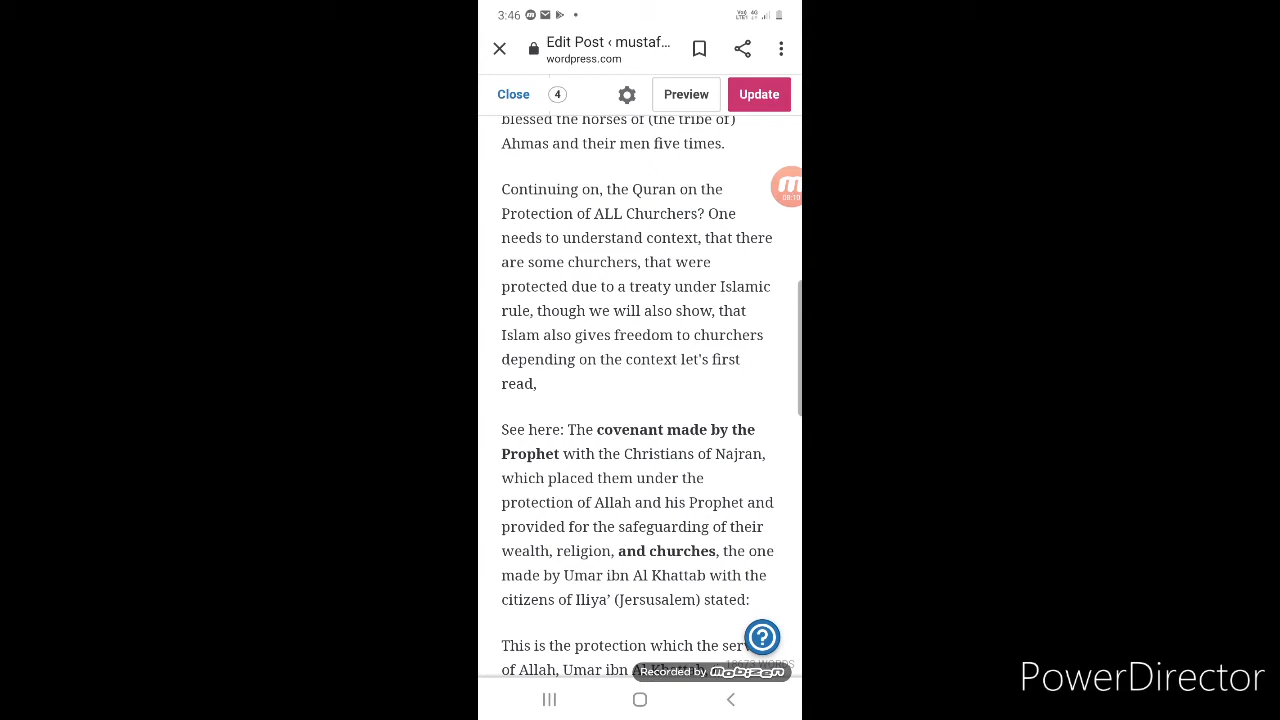 3:46
Edit Post ‹ mustaf...
wordpress.com
Close 4 Preview Update
blessed the horses of (the tribe of)
Ahmas and their men five times.
08:10
Continuing on, the Quran on the
Protection of ALL Churchers? One
needs to understand context, that there
are some churchers, that were
protected due to a treaty under Islamic
rule, though we will also show, that
Islam also gives freedom to churchers
depending on the context let's first
read,
See here: The covenant made by the
Prophet with the Christians of Najran,
which placed them under the
protection of Allah and his Prophet and
provided for the safeguarding of their
wealth, religion, and churches, the one
made by Umar ibn Al Khattab with the
citizens of Iliya’ (Jersusalem) stated:
This is the protection which the
of Allah, Umar ibn
Recorded by mobizen
PowerDirector